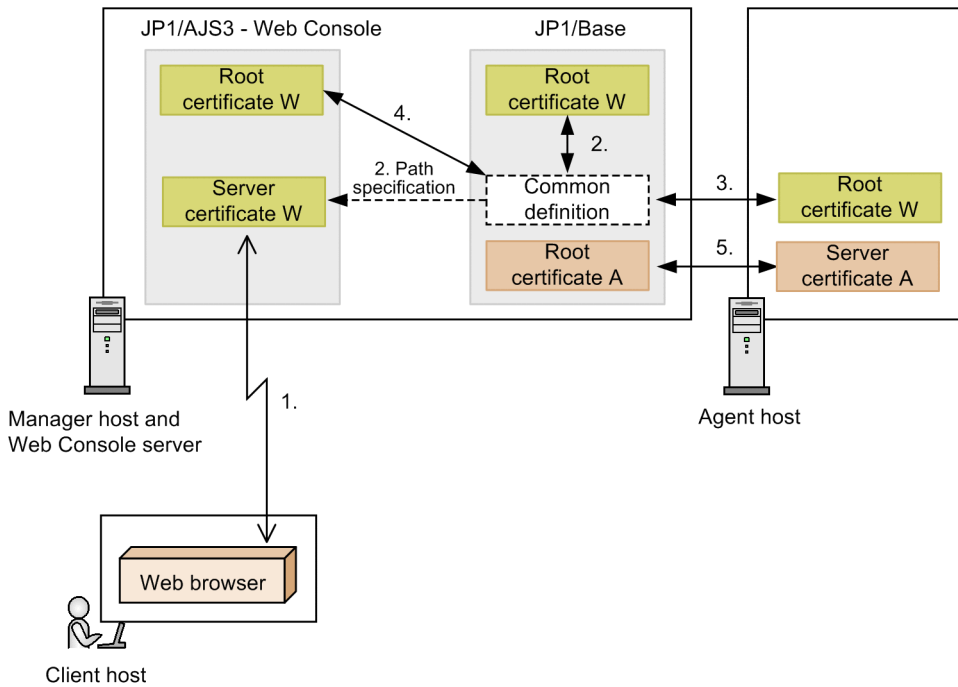 JP1/AJS3 - Web Console
JP1/Base
Root
certificate W
Root
certificate W
4.
2.
2. Path
specification
Server
certificate W
Common
definition
3.
Root
certificate W
Root
certificate A
5.
Server
certificate A
1.
Manager host and
Web Console server
Agent host
Web browser
Client host